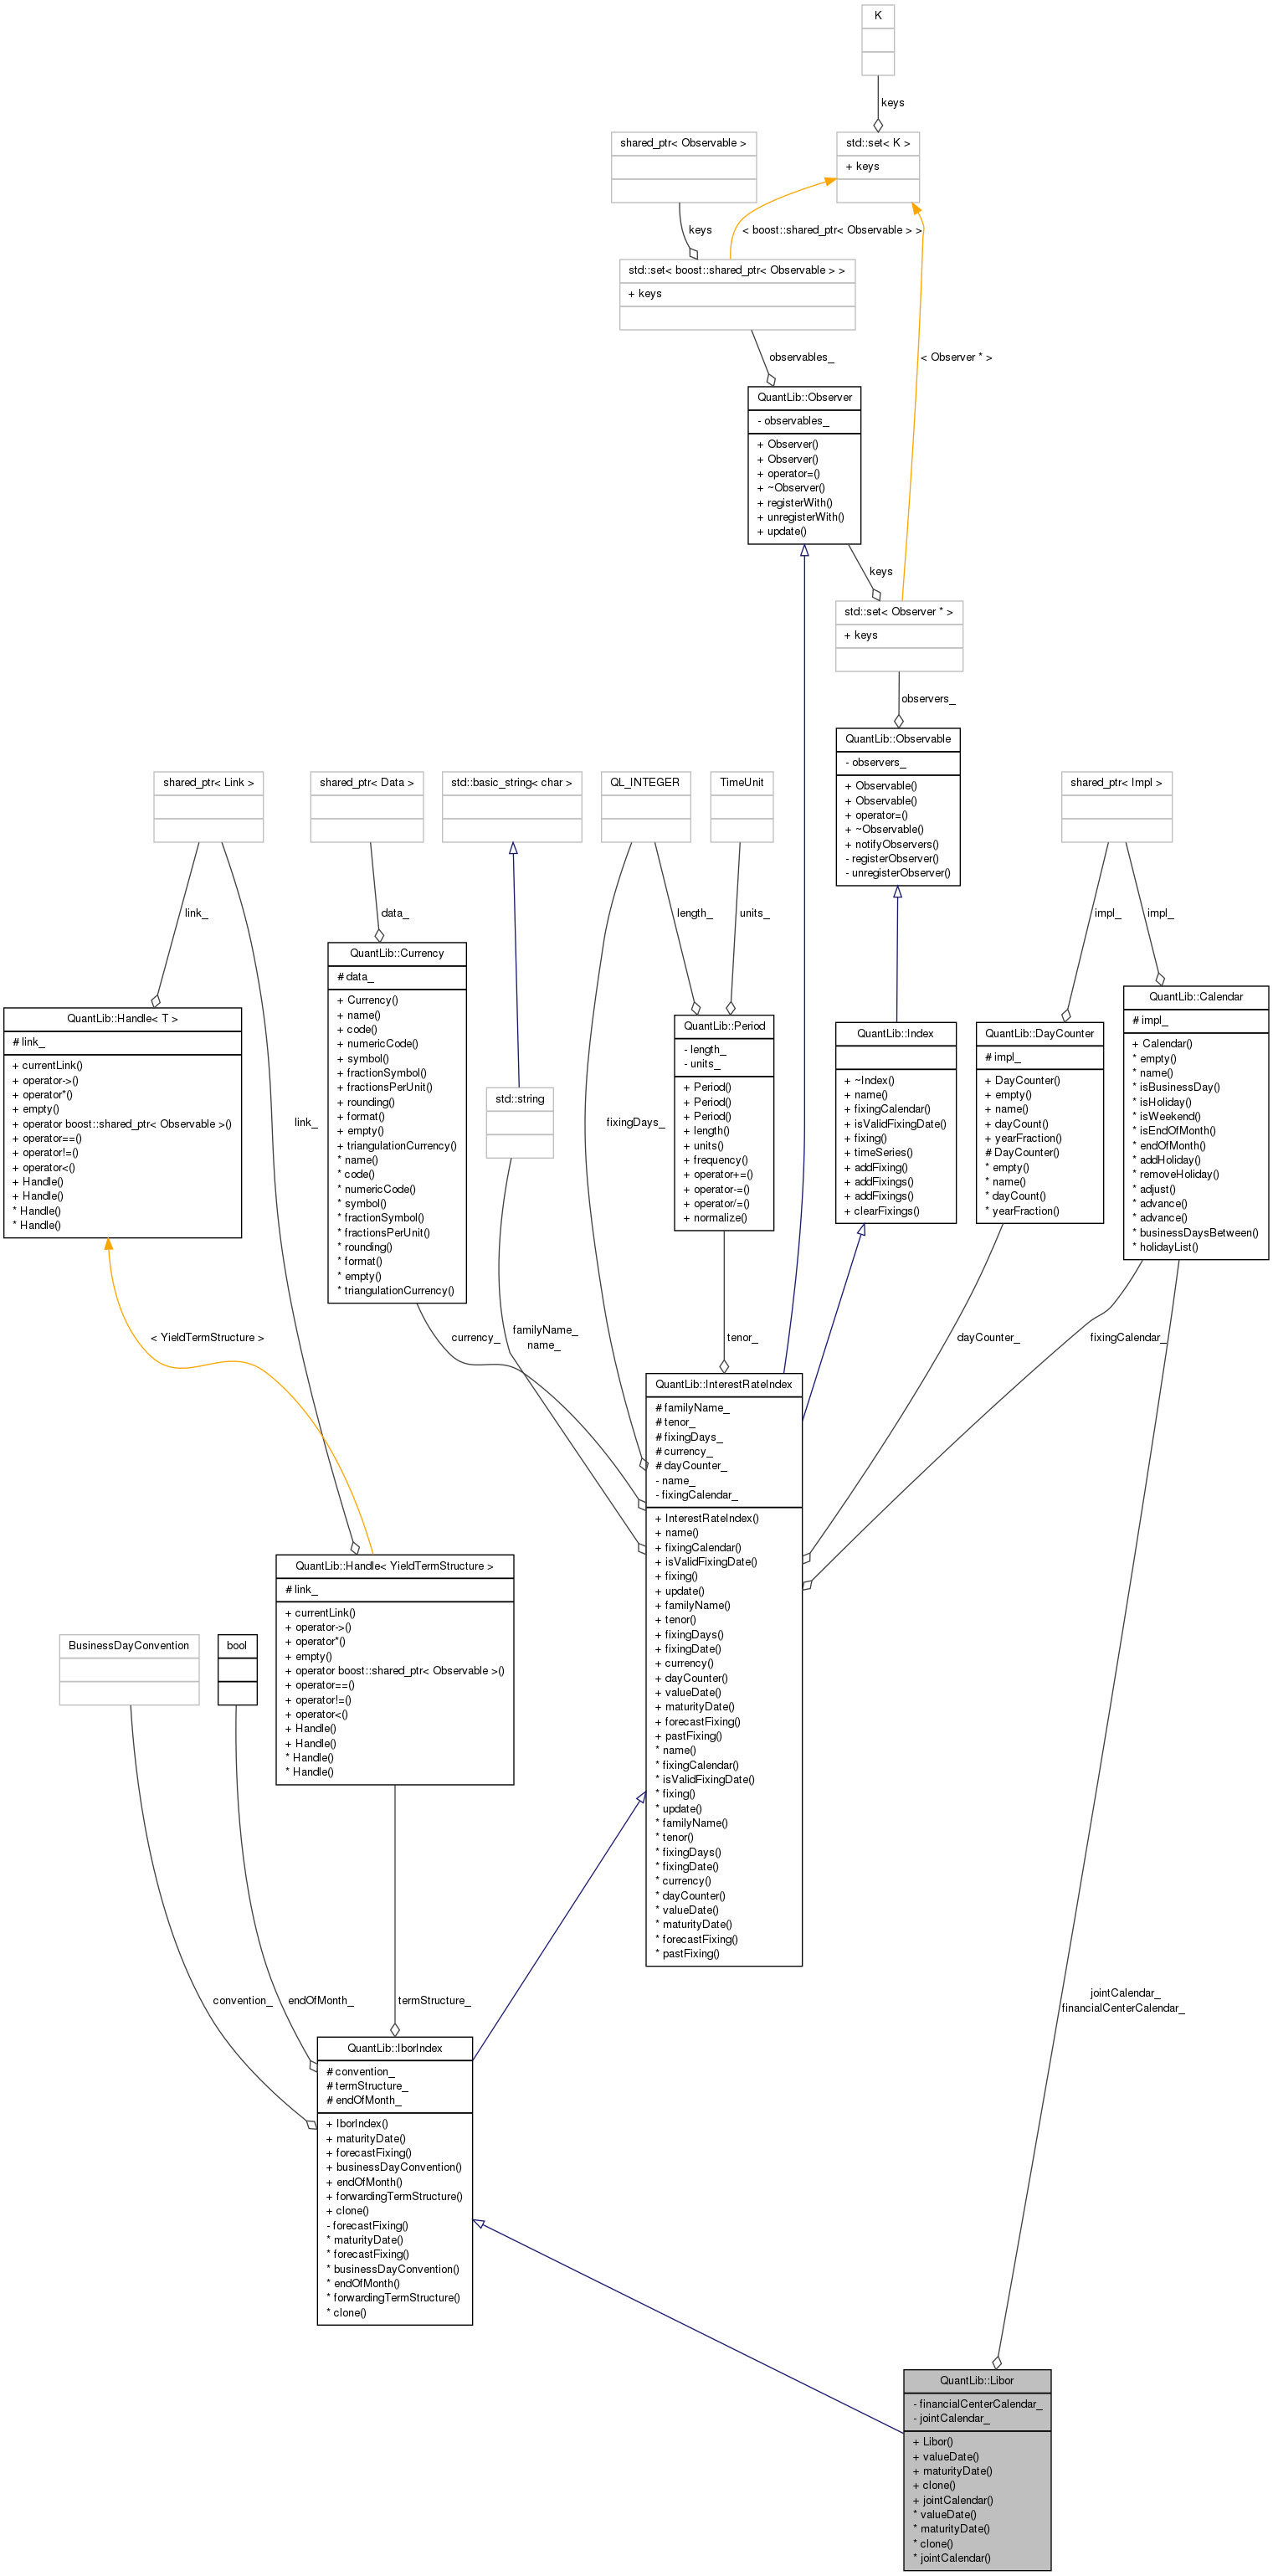 K
keys
shared_ptr< Observable >
std::set< K >
+ keys
keys
< boost::shared_ptr< Observable > >
std::set< boost::shared_ptr< Observable > >
+ keys
observables_
< Observer * >
QuantLib::Observer
- observables_
+ Observer()
+ Observer()
+ operator=()
+ ~Observer()
+ registerWith()
+ unregisterWith()
+ update()
keys
std::set< Observer * >
+ keys
observers_
QuantLib::Observable
- observers_
+ Observable()
+ Observable()
+ operator=()
+ ~Observable()
+ notifyObservers()
- registerObserver()
- unregisterObserver()
shared_ptr< Link >
shared_ptr< Data >
std::basic_string< char >
QL_INTEGER
TimeUnit
shared_ptr< Impl >
link_
data_
length_
units_
impl_
impl_
QuantLib::Handle< T >
# link_
+ currentLink()
+ operator->()
+ operator*()
+ empty()
+ operator boost::shared_ptr< Observable >()
+ operator==()
+ operator!=()
+ operator<()
+ Handle()
+ Handle()
* Handle()
* Handle()
link_
QuantLib::Currency
# data_
+ Currency()
+ name()
+ code()
+ numericCode()
+ symbol()
+ fractionSymbol()
+ fractionsPerUnit()
+ rounding()
+ format()
+ empty()
+ triangulationCurrency()
* name()
* code()
* numericCode()
* symbol()
* fractionSymbol()
* fractionsPerUnit()
* rounding()
* format()
* empty()
* triangulationCurrency()
std::string
fixingDays_
QuantLib::Period
- length_
- units_
+ Period()
+ Period()
+ Period()
+ length()
+ units()
+ frequency()
+ operator+=()
+ operator-=()
+ operator/=()
+ normalize()
QuantLib::Index
+ ~Index()
+ name()
+ fixingCalendar()
+ isValidFixingDate()
+ fixing()
+ timeSeries()
+ addFixing()
+ addFixings()
+ addFixings()
+ clearFixings()
QuantLib::DayCounter
# impl_
+ DayCounter()
+ empty()
+ name()
+ dayCount()
+ yearFraction()
# DayCounter()
* empty()
* name()
* dayCount()
* yearFraction()
QuantLib::Calendar
# impl_
+ Calendar()
* empty()
* name()
* isBusinessDay()
* isHoliday()
* isWeekend()
* isEndOfMonth()
* endOfMonth()
* addHoliday()
* removeHoliday()
* adjust()
* advance()
* advance()
* businessDaysBetween()
* holidayList()
< YieldTermStructure >
currency_
familyName_
name_
tenor_
dayCounter_
fixingCalendar_
QuantLib::InterestRateIndex
# familyName_
# tenor_
# fixingDays_
# currency_
# dayCounter_
- name_
- fixingCalendar_
+ InterestRateIndex()
+ name()
+ fixingCalendar()
+ isValidFixingDate()
+ fixing()
+ update()
+ familyName()
+ tenor()
+ fixingDays()
+ fixingDate()
+ currency()
+ dayCounter()
+ valueDate()
+ maturityDate()
+ forecastFixing()
+ pastFixing()
* name()
* fixingCalendar()
* isValidFixingDate()
* fixing()
* update()
* familyName()
* tenor()
* fixingDays()
* fixingDate()
* currency()
* dayCounter()
* valueDate()
* maturityDate()
* forecastFixing()
* pastFixing()
QuantLib::Handle< YieldTermStructure >
# link_
+ currentLink()
+ operator->()
+ operator*()
+ empty()
+ operator boost::shared_ptr< Observable >()
+ operator==()
+ operator!=()
+ operator<()
+ Handle()
+ Handle()
* Handle()
* Handle()
BusinessDayConvention
bool
convention_
endOfMonth_
termStructure_
jointCalendar_
financialCenterCalendar_
QuantLib::IborIndex
# convention_
# termStructure_
# endOfMonth_
+ IborIndex()
+ maturityDate()
+ forecastFixing()
+ businessDayConvention()
+ endOfMonth()
+ forwardingTermStructure()
+ clone()
- forecastFixing()
* maturityDate()
* forecastFixing()
* businessDayConvention()
* endOfMonth()
* forwardingTermStructure()
* clone()
QuantLib::Libor
- financialCenterCalendar_
- jointCalendar_
+ Libor()
+ valueDate()
+ maturityDate()
+ clone()
+ jointCalendar()
* valueDate()
* maturityDate()
* clone()
* jointCalendar()